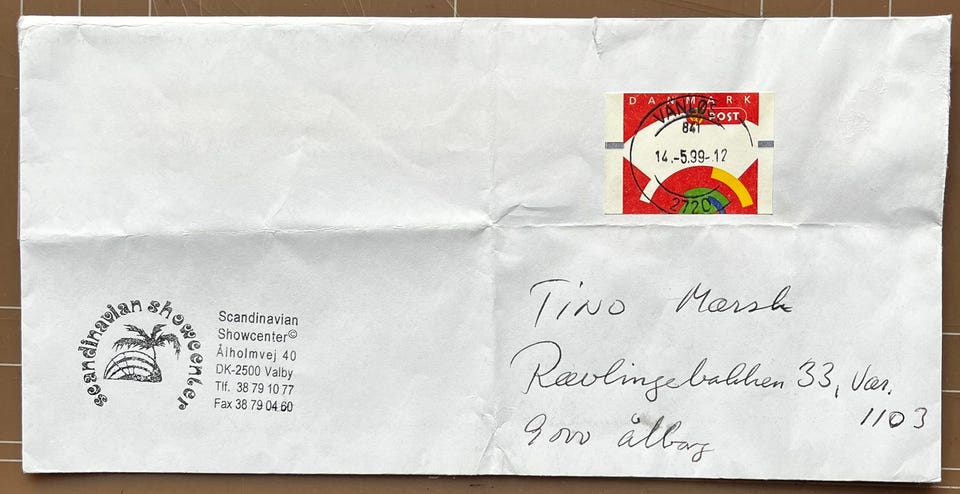 DANMARK
POST
VANLØSE
841
14.-5.99-12
2720
scandinavian showcenter
Scandinavian
Showcenter©
Ålholmvej 40
DK-2500 Valby
Tlf. 38 79 10 77
Fax 38 79 04 60
Tino Mærsk
Rævlingebakken 33, Vær.
1103
9000 Ålborg